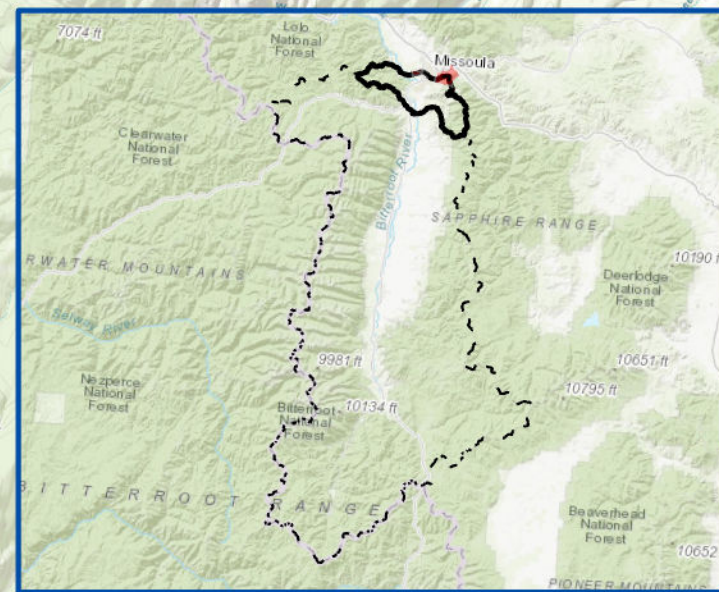 7074 ft
Lolo
National
Forest
Missoula
Clearwater
National
Forest
Bitterroot River
SAPPHIRE RANGE
RWATER MOUNTAINS
10190 ft
Deerlodge
National
Forest
Selway River
9981 ft
10651 ft
Nezperce
National
Forest
10795 ft
10134 ft
Bitterroot
National
Forest
BITTERROOT RANGE
Beaverhead
National
Forest
10652
PIONEER MOUNTAINS